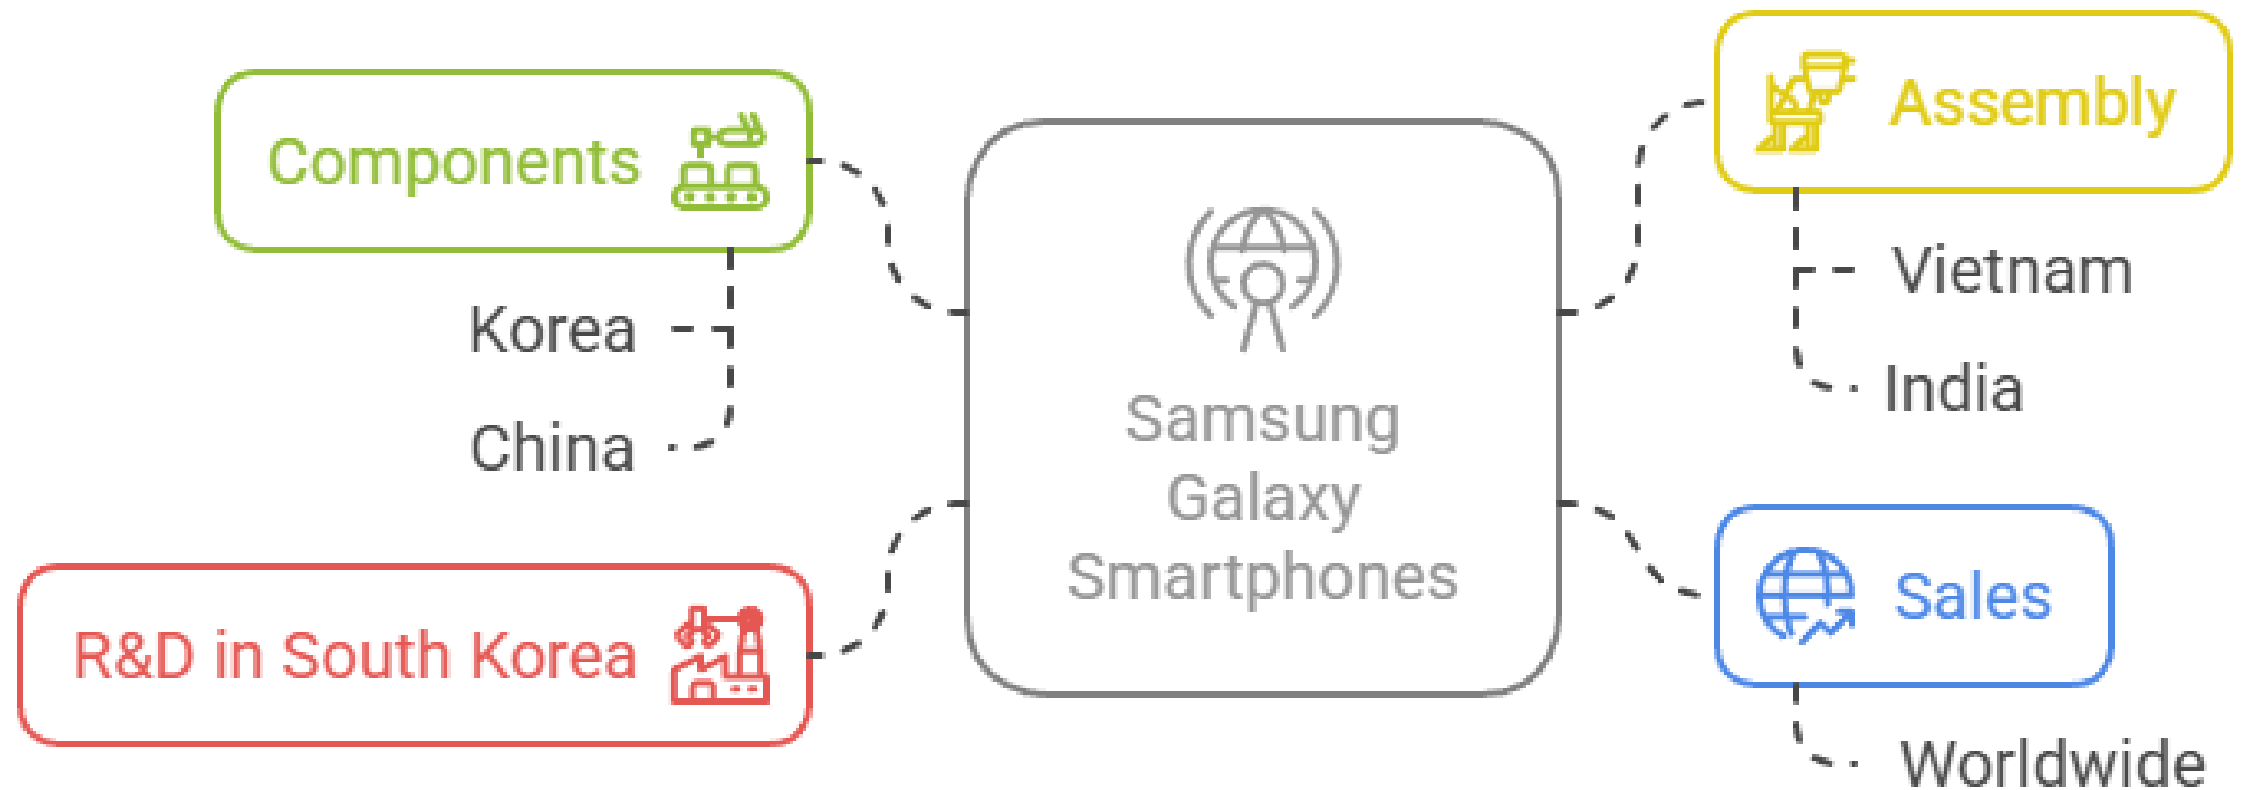 Components
Korea
China
R&D in South Korea
Samsung
Galaxy
Smartphones
Assembly
Vietnam
India
Sales
Worldwide